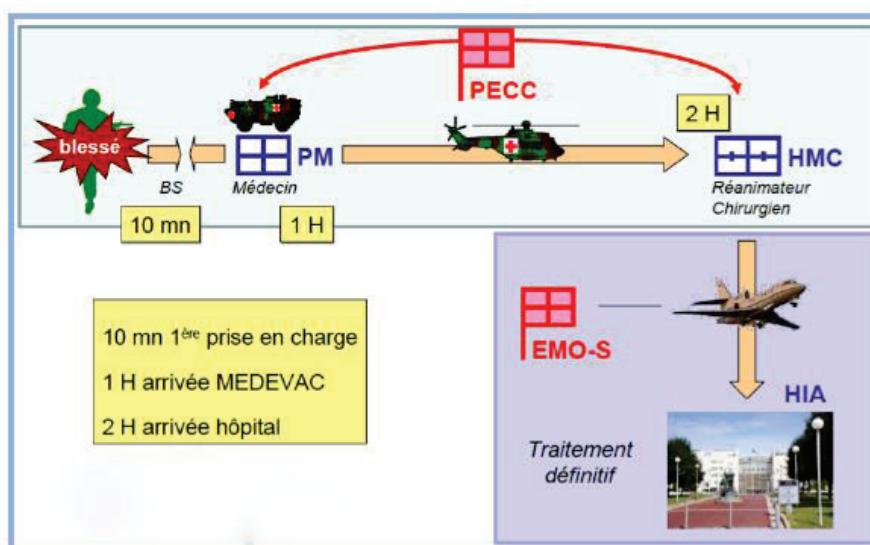 PECC
2 H
blessé
PM
HMC
BS
Médecin
Réanimateur
Chirurgien
10 mn
1 H
10 mn 1ère prise en charge
1 H arrivée MEDEVAC
2 H arrivée hôpital
EMO-S
HIA
Traitement
définitif